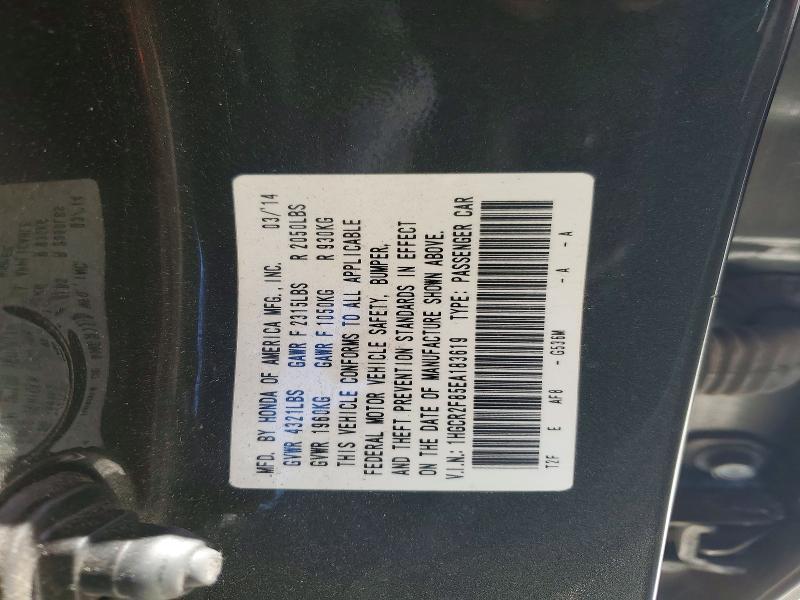 MFD. BY HONDA OF AMERICA MFG., INC. 03/'14
GVWR 4321LBS GAWR F 2315LBS R 2050LBS
GVWR 1960KG GAWR F 1050KG R 930KG
THIS VEHICLE CONFORMS TO ALL APPLICABLE
FEDERAL MOTOR VEHICLE SAFETY, BUMPER,
AND THEFT PREVENTION STANDARDS IN EFFECT
ON THE DATE OF MANUFACTURE SHOWN ABOVE.
V.I.N.: 1HGCR2F85EA183619 TYPE: PASSENGER CAR
T2F E AF8 - G536M - A - A